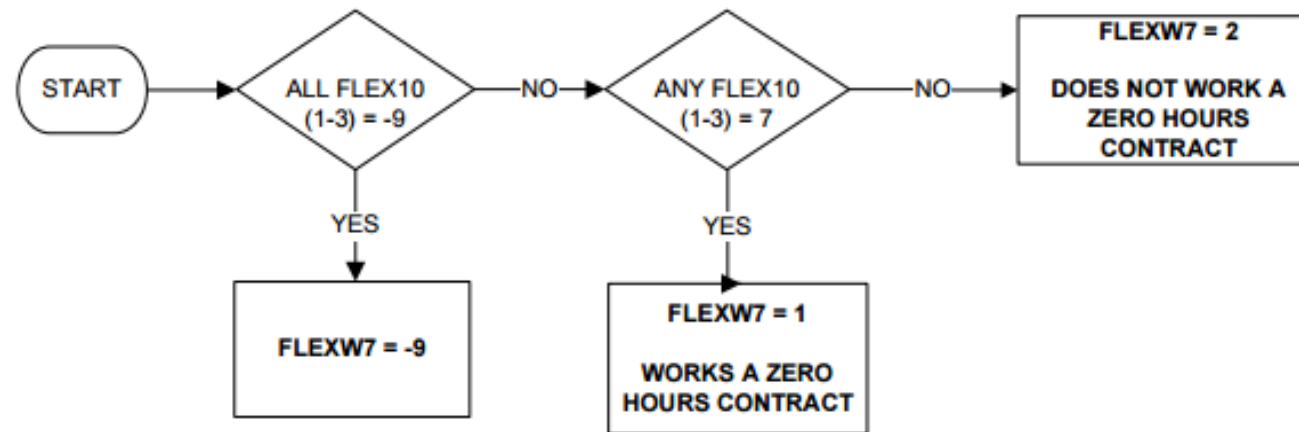 START
ALL FLEX10
(1-3) = -9
NO
ANY FLEX10
(1-3) = 7
NO
FLEXW7 = 2
DOES NOT WORK A
ZERO HOURS
CONTRACT
YES
YES
FLEXW7 = -9
FLEXW7 = 1
WORKS A ZERO
HOURS CONTRACT